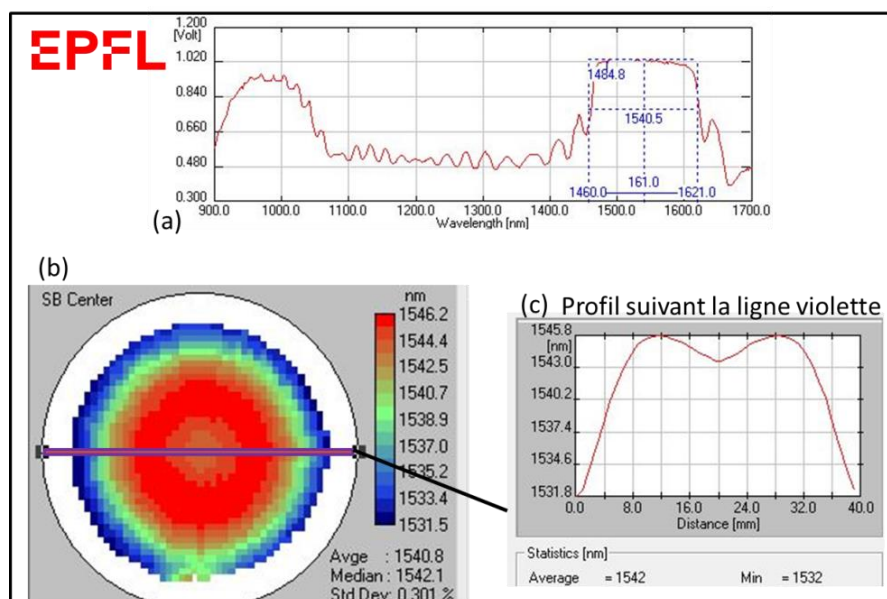 EPFL
1.200
[Volt]
1.020
0.840
0.660
0.480
0.300
1484.8
1540.5
161.0
1460.0
1621.0
900.0 1000.0 1100.0 1200.0 1300.0 1400.0 1500.0 1600.0 1700.0
Wavelength [nm]
(a)
(b)
SB Center
nm
1546.2
1544.4
1542.5
1540.7
1538.9
1537.0
1535.2
1533.4
1531.5
Avge : 1540.8
Median : 1542.1
Std Dev: 0.301 %
(c) Profil suivant la ligne violette
1545.8
[nm]
1543.0
1540.2
1537.4
1534.6
1531.8
0.0 8.0 16.0 24.0 32.0 40.0
Distance [mm]
Statistics [nm]
Average = 1542 Min = 1532